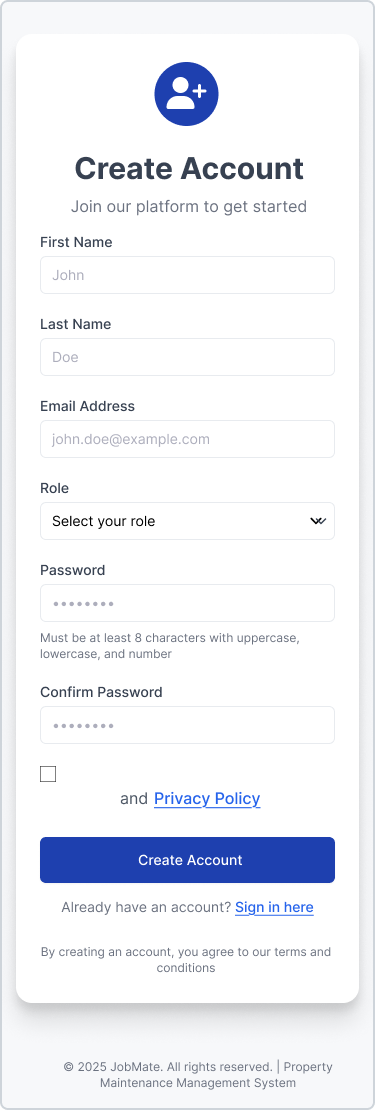 Create Account
Join our platform to get started
First Name
John
Last Name
Doe
Email Address
john.doe@example.com
Role
Select your role
Password
••••••••
Must be at least 8 characters with uppercase,
lowercase, and number
Confirm Password
••••••••
and Privacy Policy
Create Account
Already have an account? Sign in here
By creating an account, you agree to our terms and
conditions
© 2025 JobMate. All rights reserved. | Property
Maintenance Management System